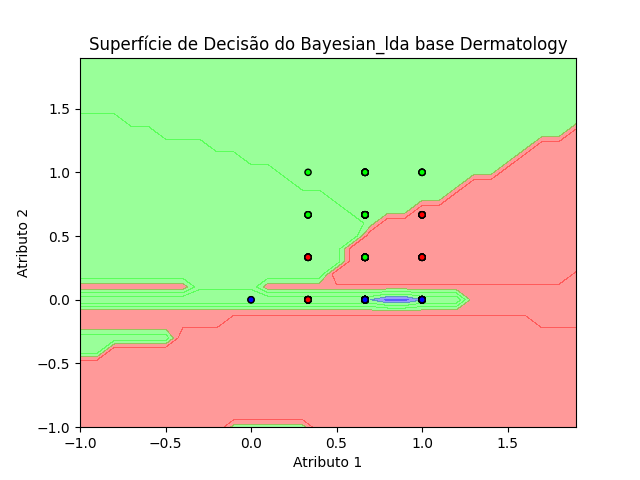 Superfície de Decisão do Bayesian_lda base Dermatology
Atributo 2
1.5
1.0
0.5
0.0
−0.5
−1.0
−1.0 −0.5 0.0 0.5 1.0 1.5
Atributo 1